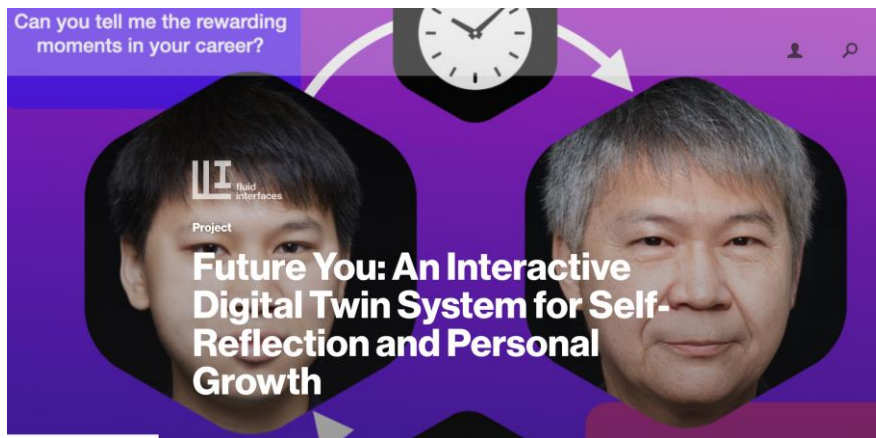 Can you tell me the rewarding
moments in your career?
fluid
interfaces
Project
Future You: An Interactive
Digital Twin System for Self-
Reflection and Personal
Growth